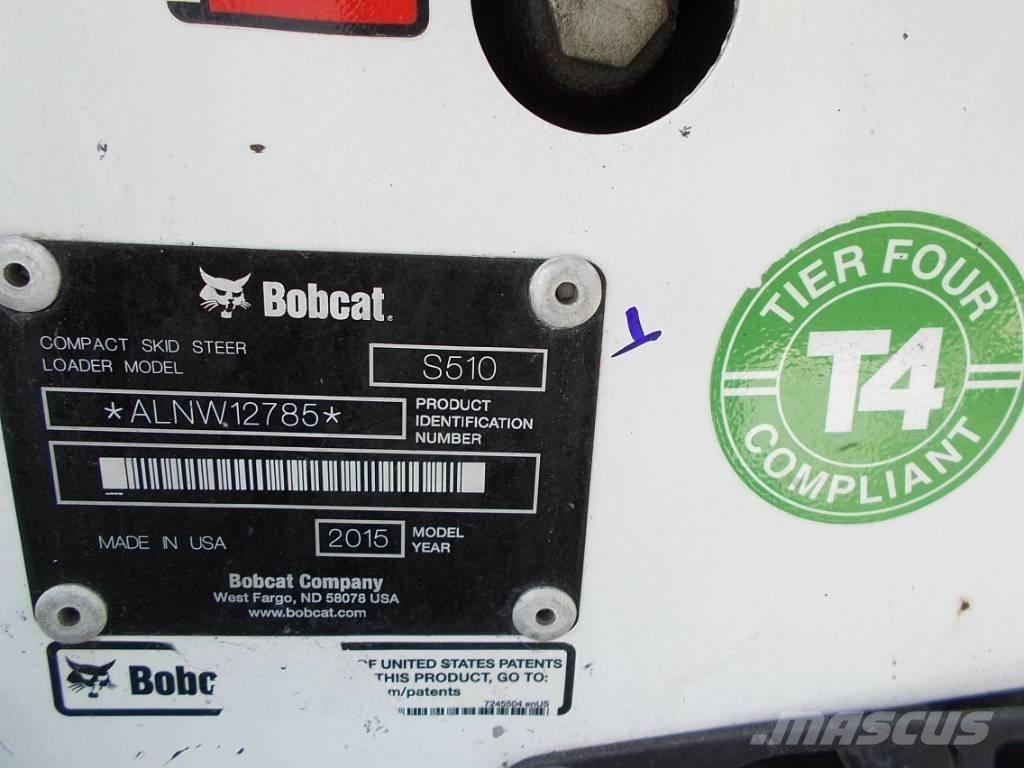 Bobcat
COMPACT SKID STEER
LOADER MODEL
S510
*ALNW12785*
PRODUCT
IDENTIFICATION
NUMBER
MADE IN USA
2015
MODEL
YEAR
Bobcat Company
West Fargo, ND 58078 USA
www.bobcat.com
Bobc
OF UNITED STATES PATENTS
THIS PRODUCT, GO TO:
m/patents
7245504 enUS
TIER FOUR
T4
COMPLIANT
MASCUS